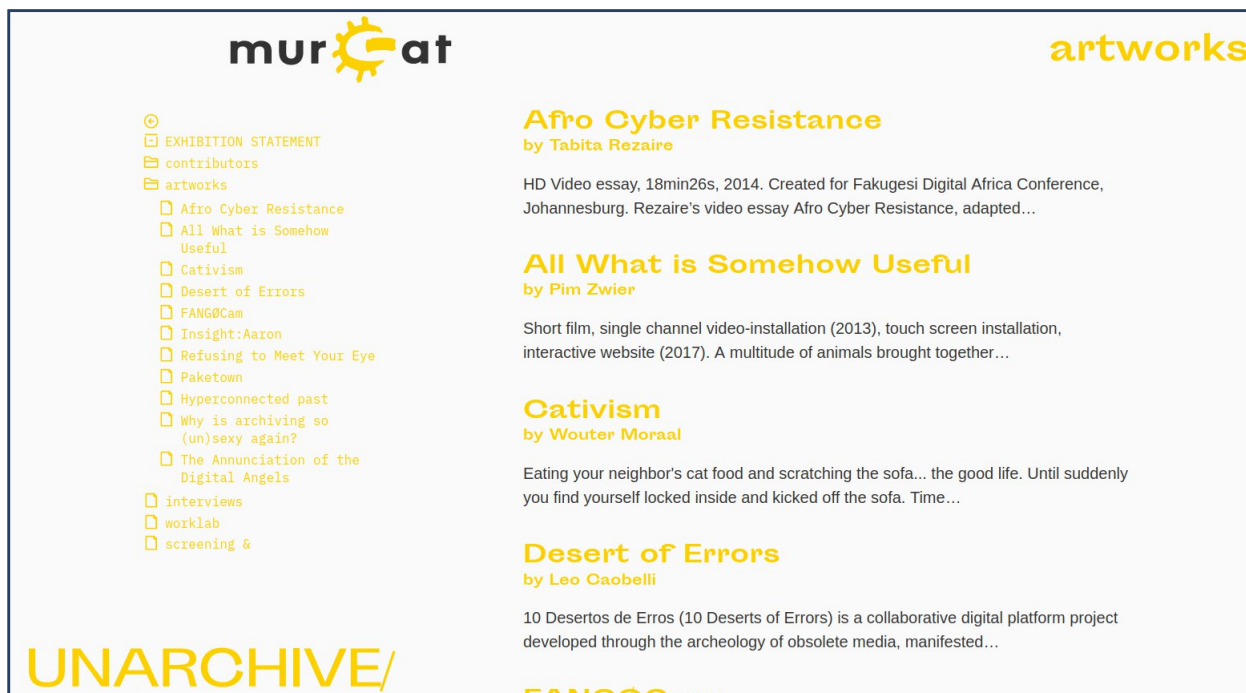 murGat
artworks
EXHIBITION STATEMENT
contributors
artworks
Afro Cyber Resistance
All What is Somehow
Useful
Cativism
Desert of Errors
FANGØCam
Insight:Aaron
Refusing to Meet Your Eye
Paketown
Hyperconnected past
Why is archiving so
(un)sexy again?
The Annunciation of the
Digital Angels
interviews
worklab
screening &
UNARCHIVE/
Afro Cyber Resistance
by Tabita Rezaire
HD Video essay, 18min26s, 2014. Created for Fakugesi Digital Africa Conference,
Johannesburg. Rezaire’s video essay Afro Cyber Resistance, adapted…
All What is Somehow Useful
by Pim Zwier
Short film, single channel video-installation (2013), touch screen installation,
interactive website (2017). A multitude of animals brought together…
Cativism
by Wouter Moraal
Eating your neighbor's cat food and scratching the sofa... the good life. Until suddenly
you find yourself locked inside and kicked off the sofa. Time…
Desert of Errors
by Leo Caobelli
10 Desertos de Erros (10 Deserts of Errors) is a collaborative digital platform project
developed through the archeology of obsolete media, manifested…